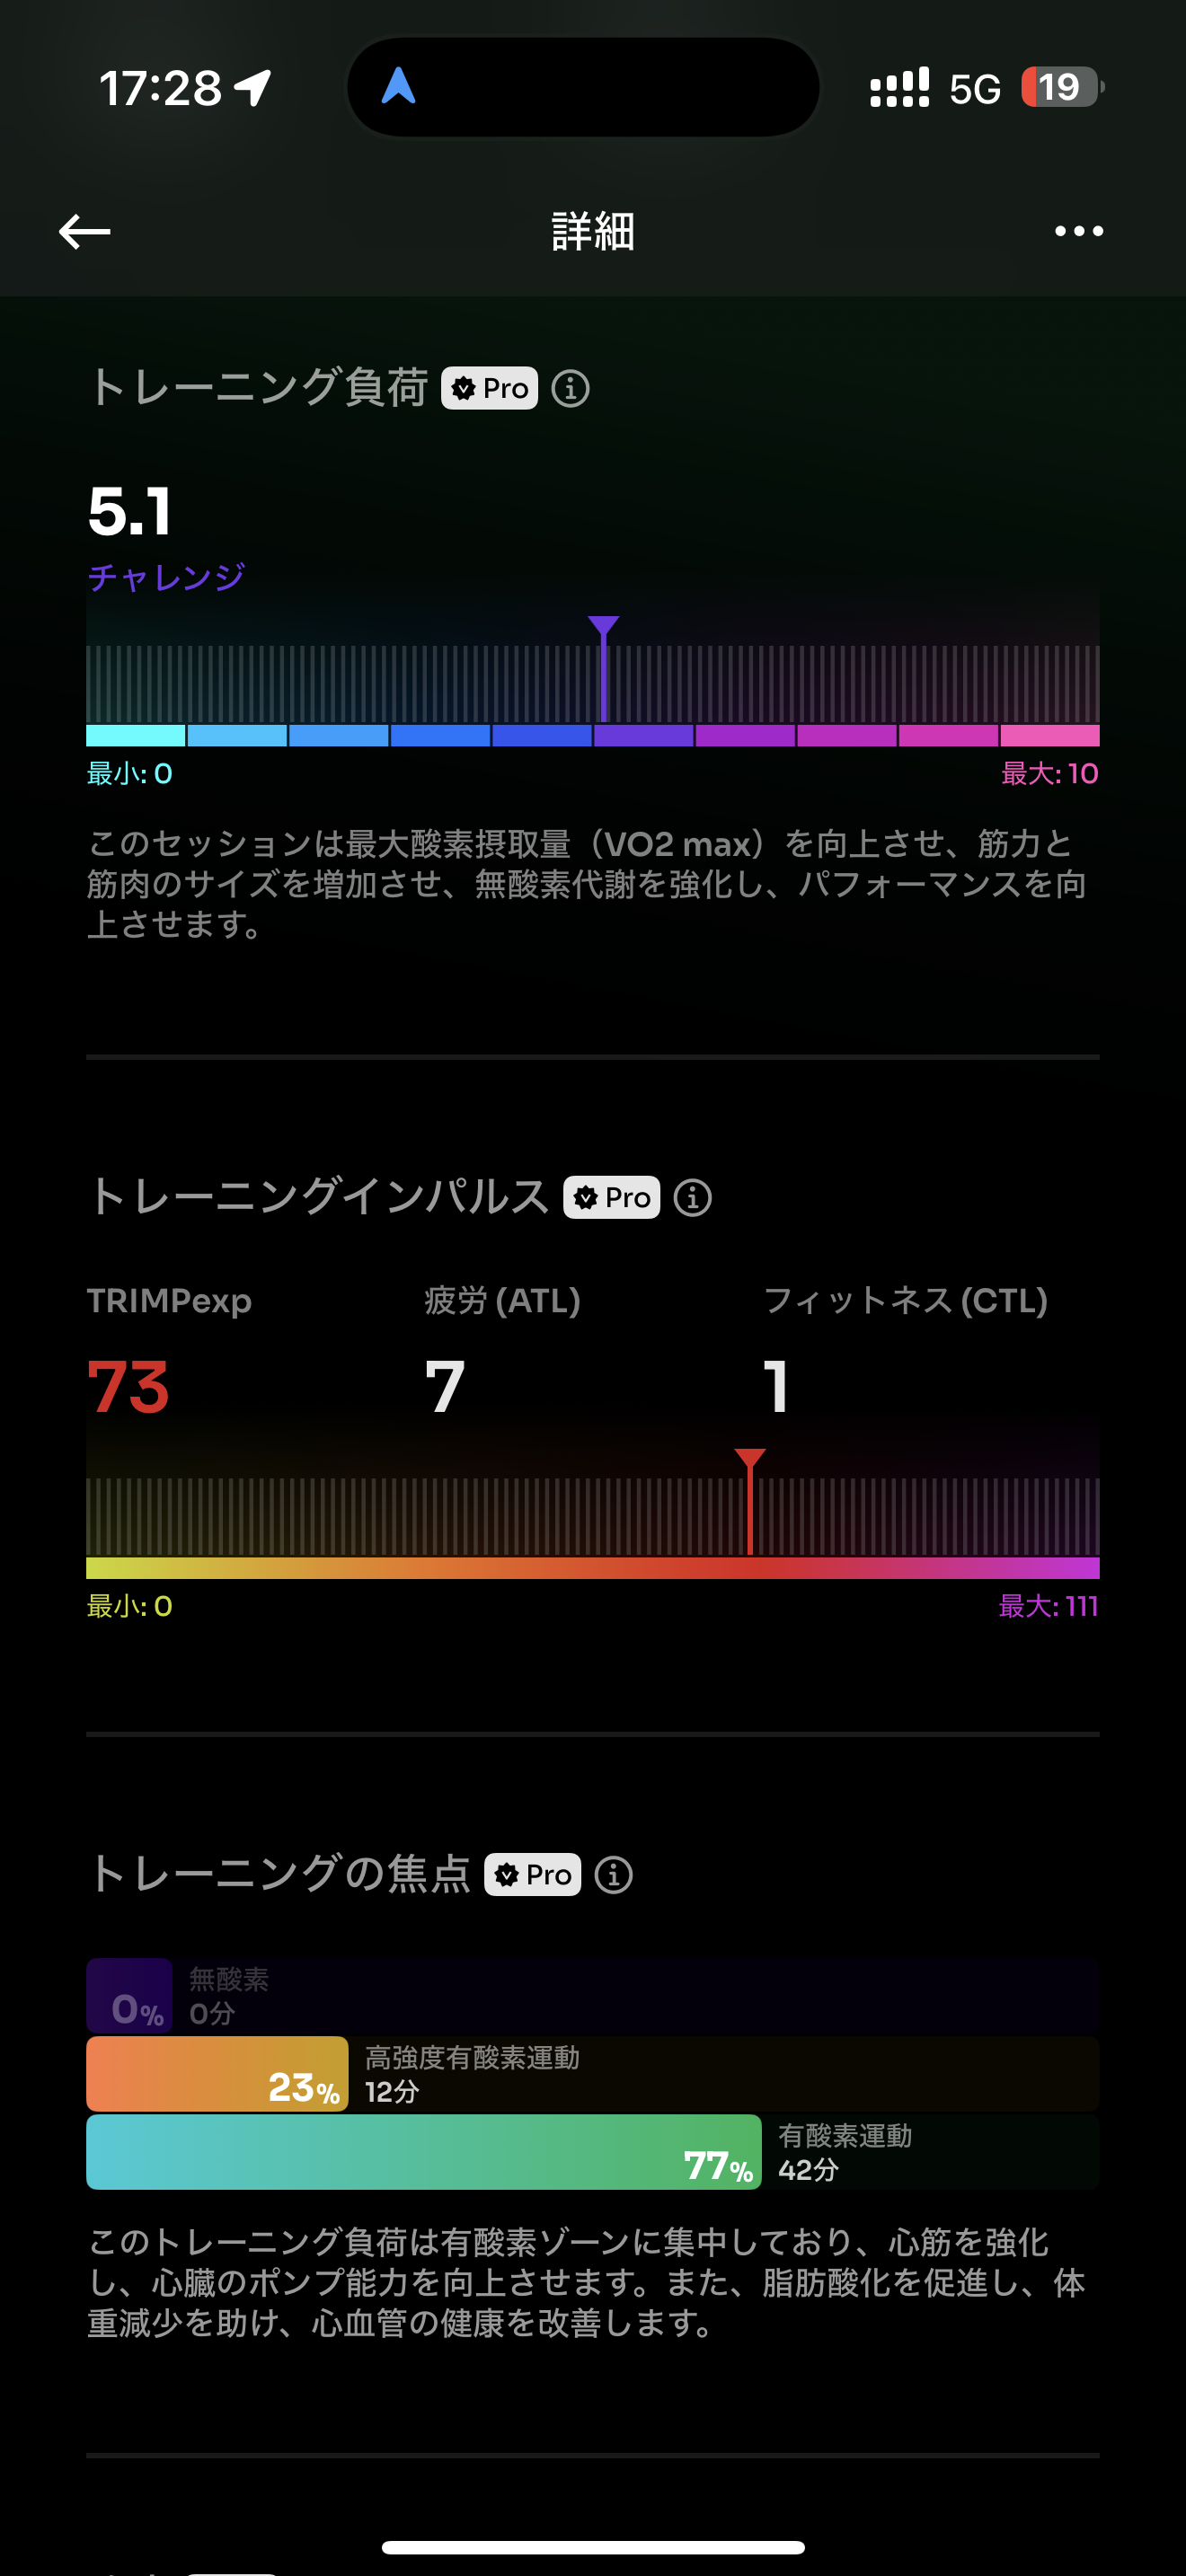 17:28
5G
19
詳細
トレーニング負荷 Pro
5.1
チャレンジ
最小: 0
最大: 10
このセッションは最大酸素摂取量（VO2 max）を向上させ、筋力と
筋肉のサイズを増加させ、無酸素代謝を強化し、パフォーマンスを向
上させます。
トレーニングインパルス Pro
TRIMPexp
疲労 (ATL)
フィットネス (CTL)
73
7
1
最小: 0
最大: 111
トレーニングの焦点 Pro
0%
無酸素
0分
23%
高強度有酸素運動
12分
77%
有酸素運動
42分
このトレーニング負荷は有酸素ゾーンに集中しており、心筋を強化
し、心臓のポンプ能力を向上させます。また、脂肪酸化を促進し、体
重減少を助け、心血管の健康を改善します。